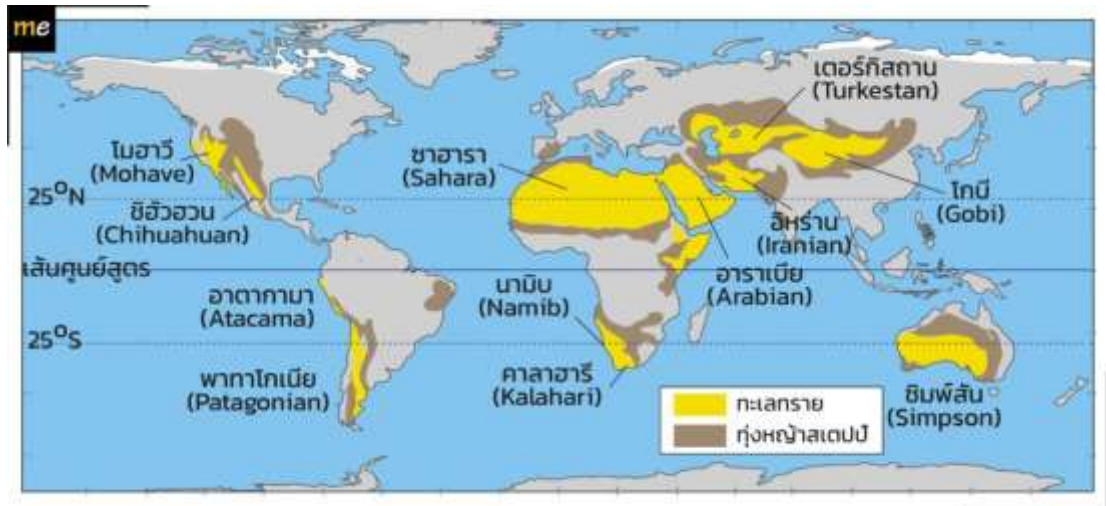 me
เตอร์กิสถาน
(Turkestan)
โมฮาวี
(Mohave)
ซาฮารา
(Sahara)
25°N
ชิฮัวฮวน
(Chihuahuan)
อิหร่าน
(Iranian)
โกบี
(Gobi)
เส้นศูนย์สูตร
อาตากามา
(Atacama)
นามิบ
(Namib)
อาราเบีย
(Arabian)
25°S
พาทาโกเนีย
(Patagonian)
คาลาฮารี
(Kalahari)
ซิมพ์สัน
(Simpson)
ทะเลทราย
ทุ่งหญ้าสเตปป์